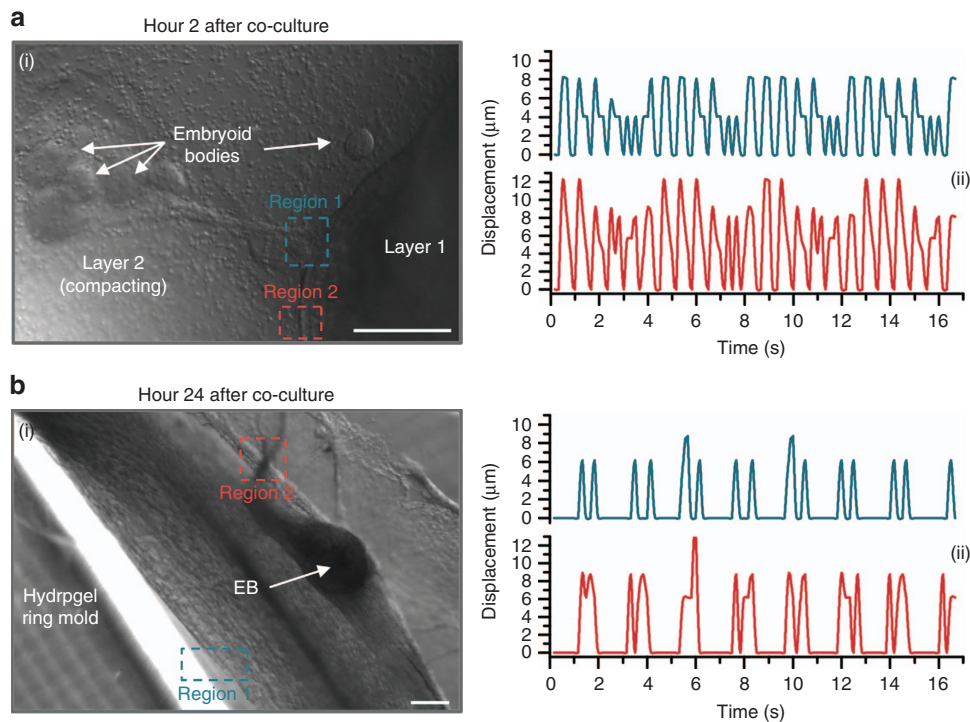 a
Hour 2 after co-culture
(i)
Embryoid
bodies
Region 1
Layer 2
(compacting)
Layer 1
Region 2
10
8
6
4
2
0
(ii)
12
10
8
6
4
2
0
Displacement (μm)
0 2 4 6 8 10 12 14 16
Time (s)
b
Hour 24 after co-culture
(i)
Region 2
EB
Hydrpgel
ring mold
Region 1
10
8
6
4
2
0
(ii)
12
10
8
6
4
2
0
Displacement (μm)
0 2 4 6 8 10 12 14 16
Time (s)